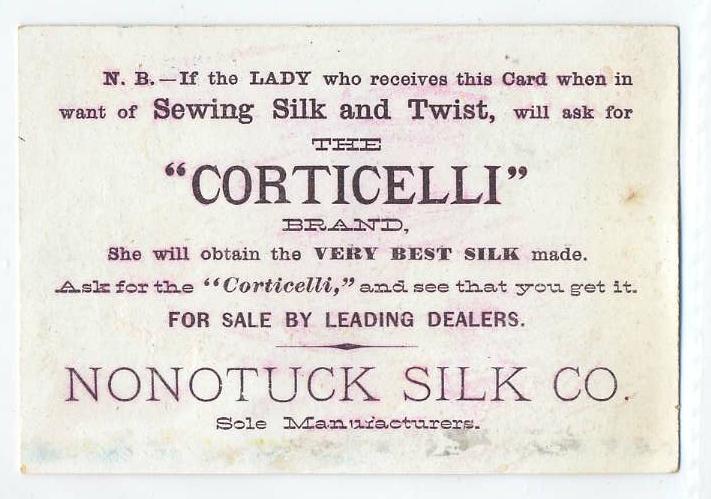 N. B.—If the LADY who receives this Card when in
want of Sewing Silk and Twist, will ask for
THE
"CORTICELLI"
BRAND,
She will obtain the VERY BEST SILK made.
Ask for the "Corticelli," and see that you get it.
FOR SALE BY LEADING DEALERS.
NONOTUCK SILK CO.
Sole Manufacturers.